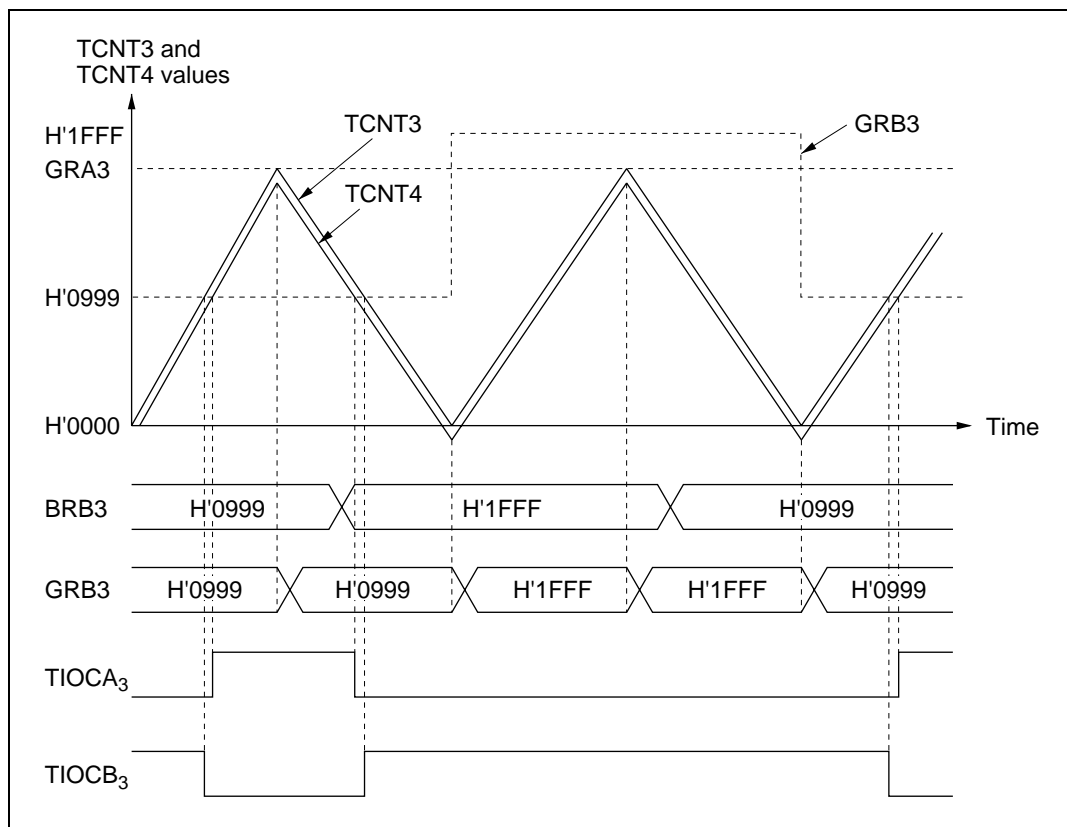 TCNT3 and
TCNT4 values
H'1FFF
GRA3
H'0999
H'0000
TCNT3
TCNT4
GRB3
Time
BRB3
H'0999
H'1FFF
H'0999
GRB3
H'0999
H'0999
H'1FFF
H'1FFF
H'0999
TIOCA3
TIOCB3